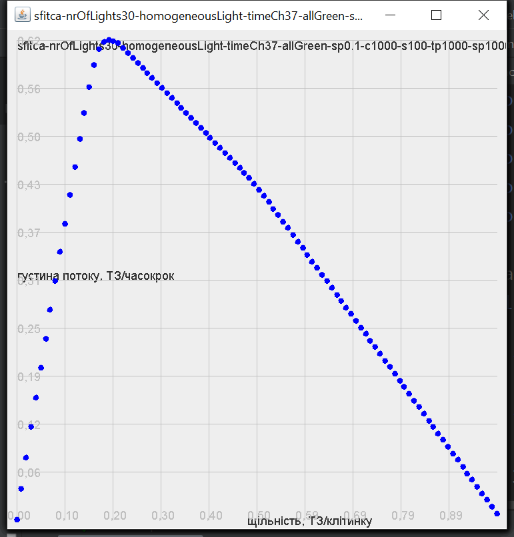 sfitca-nrOfLights30-homogeneousLight-timeCh37-allGreen-s...
sfitca-nrOfLights30-homogeneousLight-timeCh37-allGreen-sp0.1-c1000-s100-tp1000-sp100
0,62
0,56
0,50
0,43
0,37
густина потоку. ТЗ/часокрок
0,31
0,25
0,19
0,12
0,06
0,00 0,10 0,20 0,30 0,40 0,50 0,60 0,70 0,79 0,89
щільність, ТЗ/клітинку